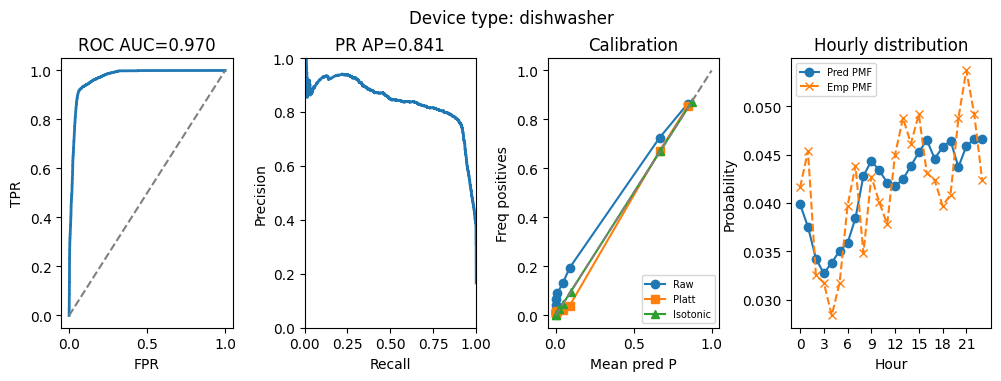 Device type: dishwasher
ROC AUC=0.970
1.0
0.8
0.6
0.4
0.2
0.0
TPR
0.0
0.5
1.0
FPR
PR AP=0.841
1.0
0.8
0.6
0.4
0.2
0.0
Precision
0.00
0.25
0.50
0.75
1.00
Recall
Calibration
1.0
0.8
0.6
0.4
0.2
0.0
Freq positives
Raw
Platt
Isotonic
0.0
0.5
1.0
Mean pred P
Hourly distribution
Pred PMF
Emp PMF
0.050
0.045
0.040
0.035
0.030
Probability
0
3
6
9
12
15
18
21
Hour